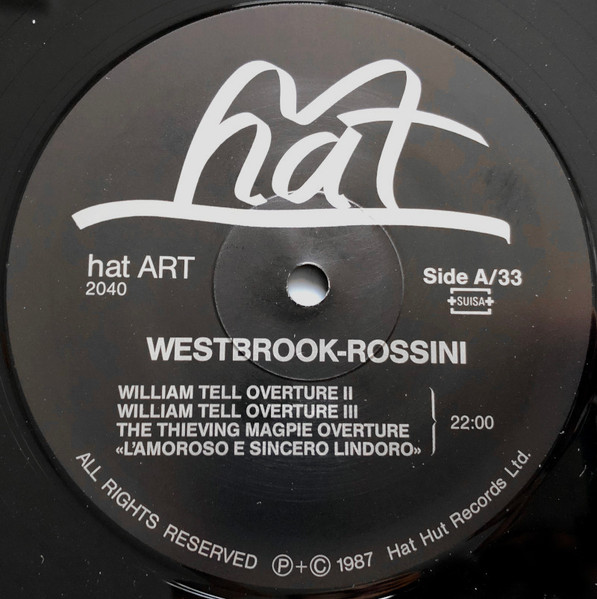 hat
hat ART
2040
Side A/33
+SUISA+
WESTBROOK-ROSSINI
WILLIAM TELL OVERTURE II
WILLIAM TELL OVERTURE III
THE THIEVING MAGPIE OVERTURE
«L'AMOROSO E SINCERO LINDORO»
22:00
ALL RIGHTS RESERVED Ⓟ+Ⓒ 1987 Hat Hut Records Ltd.